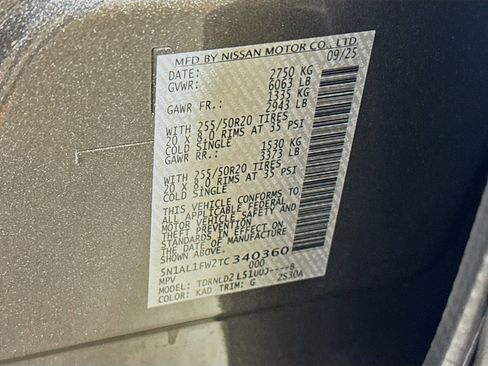 MFD BY NISSAN MOTOR CO., LTD
DATE: 09/25
GVWR: 2750 KG
6063 LB
GAWR FR.: 1335 KG
2943 LB
WITH 255/50R20 TIRES
20 X 8.0 RIMS AT 35 PSI
COLD SINGLE
GAWR RR.: 1530 KG
3373 LB
WITH 255/50R20 TIRES
20 X 8.0 RIMS AT 35 PSI
COLD SINGLE
THIS VEHICLE CONFORMS TO
ALL APPLICABLE FEDERAL
MOTOR VEHICLE SAFETY AND
THEFT PREVENTION
STANDARDS IN EFFECT ON
THE DATE OF MANUFACTURE
SHOWN ABOVE.
5N1AL1FW2TC340360
MPV 000
MODEL: TDRNLD2 L51UUJ----B
COLOR: KAD TRIM: G 2S30A